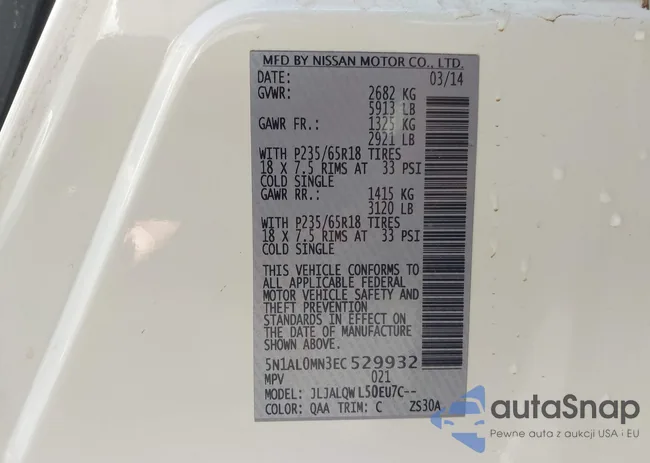 MFD BY NISSAN MOTOR CO., LTD.
DATE: 03/14
GVWR: 2682 KG
5913 LB
GAWR FR.: 1325 KG
2921 LB
WITH P235/65R18 TIRES
18 X 7.5 RIMS AT 33 PSI
COLD SINGLE
GAWR RR.: 1415 KG
3120 LB
WITH P235/65R18 TIRES
18 X 7.5 RIMS AT 33 PSI
COLD SINGLE
THIS VEHICLE CONFORMS TO
ALL APPLICABLE FEDERAL
MOTOR VEHICLE SAFETY AND
THEFT PREVENTION
STANDARDS IN EFFECT ON
THE DATE OF MANUFACTURE
SHOWN ABOVE.
5N1AL0MN3EC529932
MPV 021
MODEL: JLJALQWL50EU7C--
COLOR: QAA TRIM: C ZS30A
autoSnap
Pewne auta z aukcji USA i EU